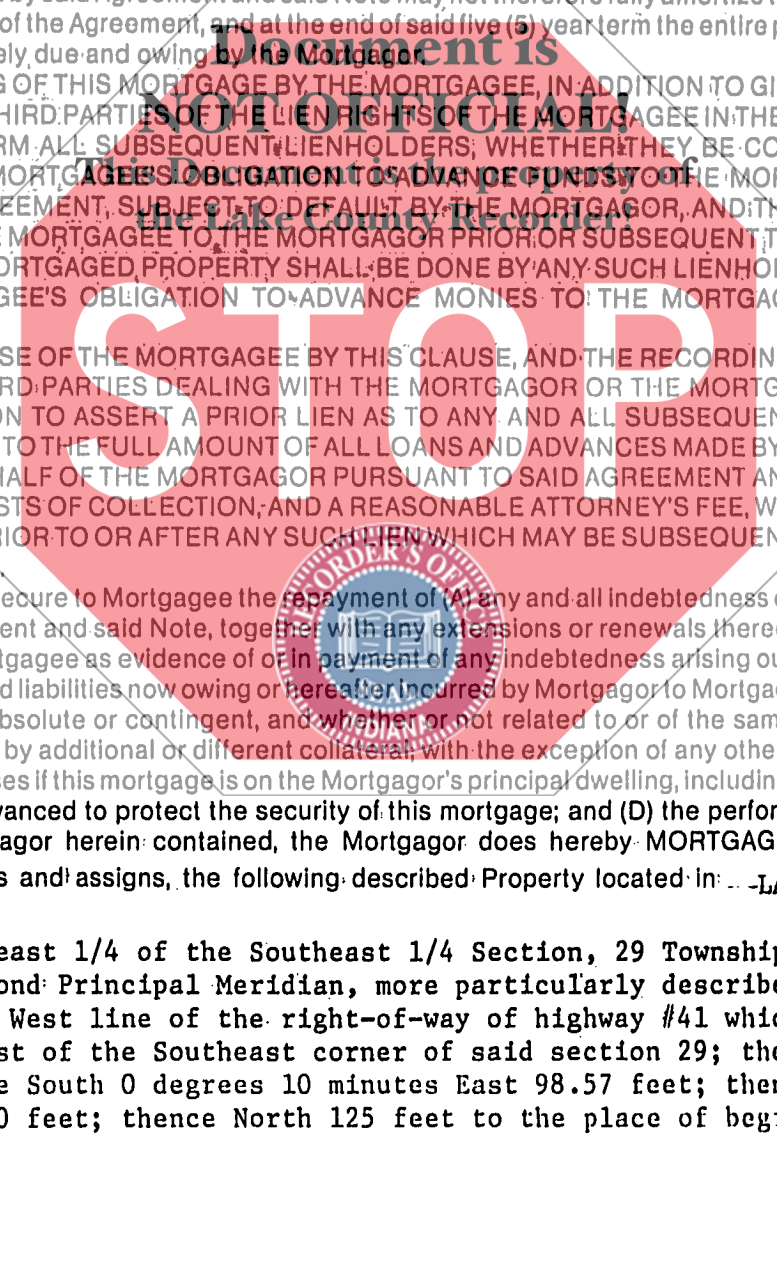 of the Agreement, and at the end of said five (5) year term the entire
ely due and owing by the Mortgagor.
Document is
OF THIS MORTGAGE BY THE MORTGAGEE, IN ADDITION TO GI
HIRD PARTIES OF THE LIEN RIGHTS OF THE MORTGAGEE IN THE
NOT OFFICIAL!
RM ALL SUBSEQUENT LIENHOLDERS, WHETHER THEY BE CO
MORTGAGEES OBLIGATION TO ADVANCE FUNDS TO THE MOR
This Document is the property of
EEMENT, SUBJECT TO DEFAULT BY THE MORTGAGOR, AND TH
the Lake County Recorder!
MORTGAGEE TO THE MORTGAGOR PRIOR OR SUBSEQUENT T
ORTGAGED PROPERTY SHALL BE DONE BY ANY SUCH LIENHO
GEE'S OBLIGATION TO ADVANCE MONIES TO THE MORTGA
STOP
SE OF THE MORTGAGEE BY THIS CLAUSE, AND THE RECORDIN
RD PARTIES DEALING WITH THE MORTGAGOR OR THE MORTG
N TO ASSERT A PRIOR LIEN AS TO ANY AND ALL SUBSEQUEN
TO THE FULL AMOUNT OF ALL LOANS AND ADVANCES MADE BY
HALF OF THE MORTGAGOR PURSUANT TO SAID AGREEMENT AN
STS OF COLLECTION, AND A REASONABLE ATTORNEY'S FEE, W
IOR TO OR AFTER ANY SUCH LIEN WHICH MAY BE SUBSEQUEN
RECORDER'S OFFICE
ecure to Mortgagee the repayment of (A) any and all indebtedness
ent and said Note, together with any extensions or renewals there
tgagee as evidence of or in payment of any indebtedness arising ou
d liabilities now owing or hereafter incurred by Mortgagor to Mortga
bsolute or contingent, and whether or not related to or of the sam
by additional or different collateral, with the exception of any othe
ses if this mortgage is on the Mortgagor's principal dwelling, includin
vanced to protect the security of this mortgage; and (D) the perfor
agor herein contained, the Mortgagor does hereby MORTGAG
s and assigns, the following described Property located in LA
east 1/4 of the Southeast 1/4 Section, 29 Township
ond Principal Meridian, more particularly describe
West line of the right-of-way of highway #41 whic
st of the Southeast corner of said section 29; the
e South 0 degrees 10 minutes East 98.57 feet; then
0 feet; thence North 125 feet to the place of begi